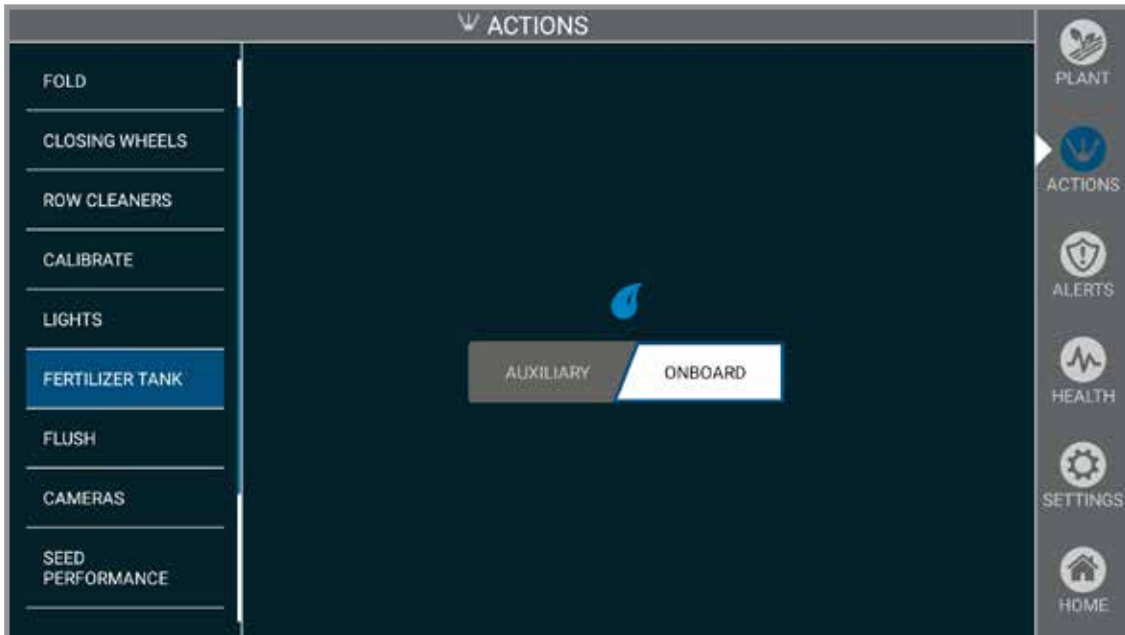 ACTIONS
FOLD
CLOSING WHEELS
ROW CLEANERS
CALIBRATE
LIGHTS
FERTILIZER TANK
FLUSH
CAMERAS
SEED
PERFORMANCE
AUXILIARY
ONBOARD
PLANT
ACTIONS
ALERTS
HEALTH
SETTINGS
HOME